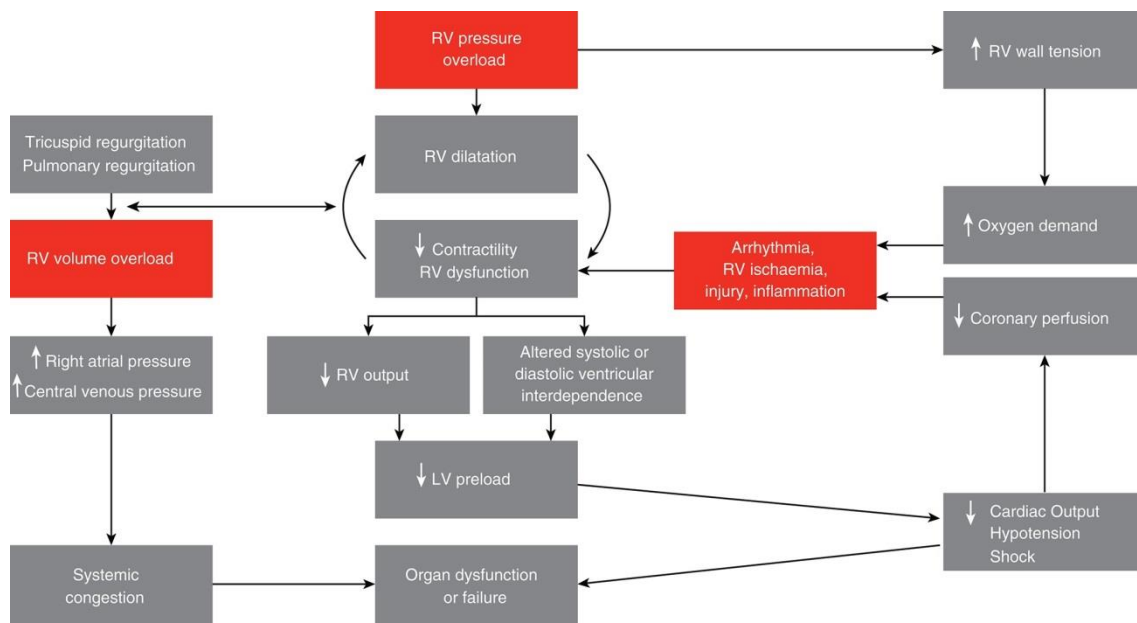 RV pressure
overload
↑ RV wall tension
Tricuspid regurgitation
Pulmonary regurgitation
RV dilatation
RV volume overload
↓ Contractility
RV dysfunction
Arrhythmia,
RV ischaemia,
injury, inflammation
↑ Oxygen demand
↓ Coronary perfusion
↑ Right atrial pressure
↑ Central venous pressure
↓ RV output
Altered systolic or
diastolic ventricular
interdependence
↓ LV preload
↓ Cardiac Output
Hypotension
Shock
Systemic
congestion
Organ dysfunction
or failure